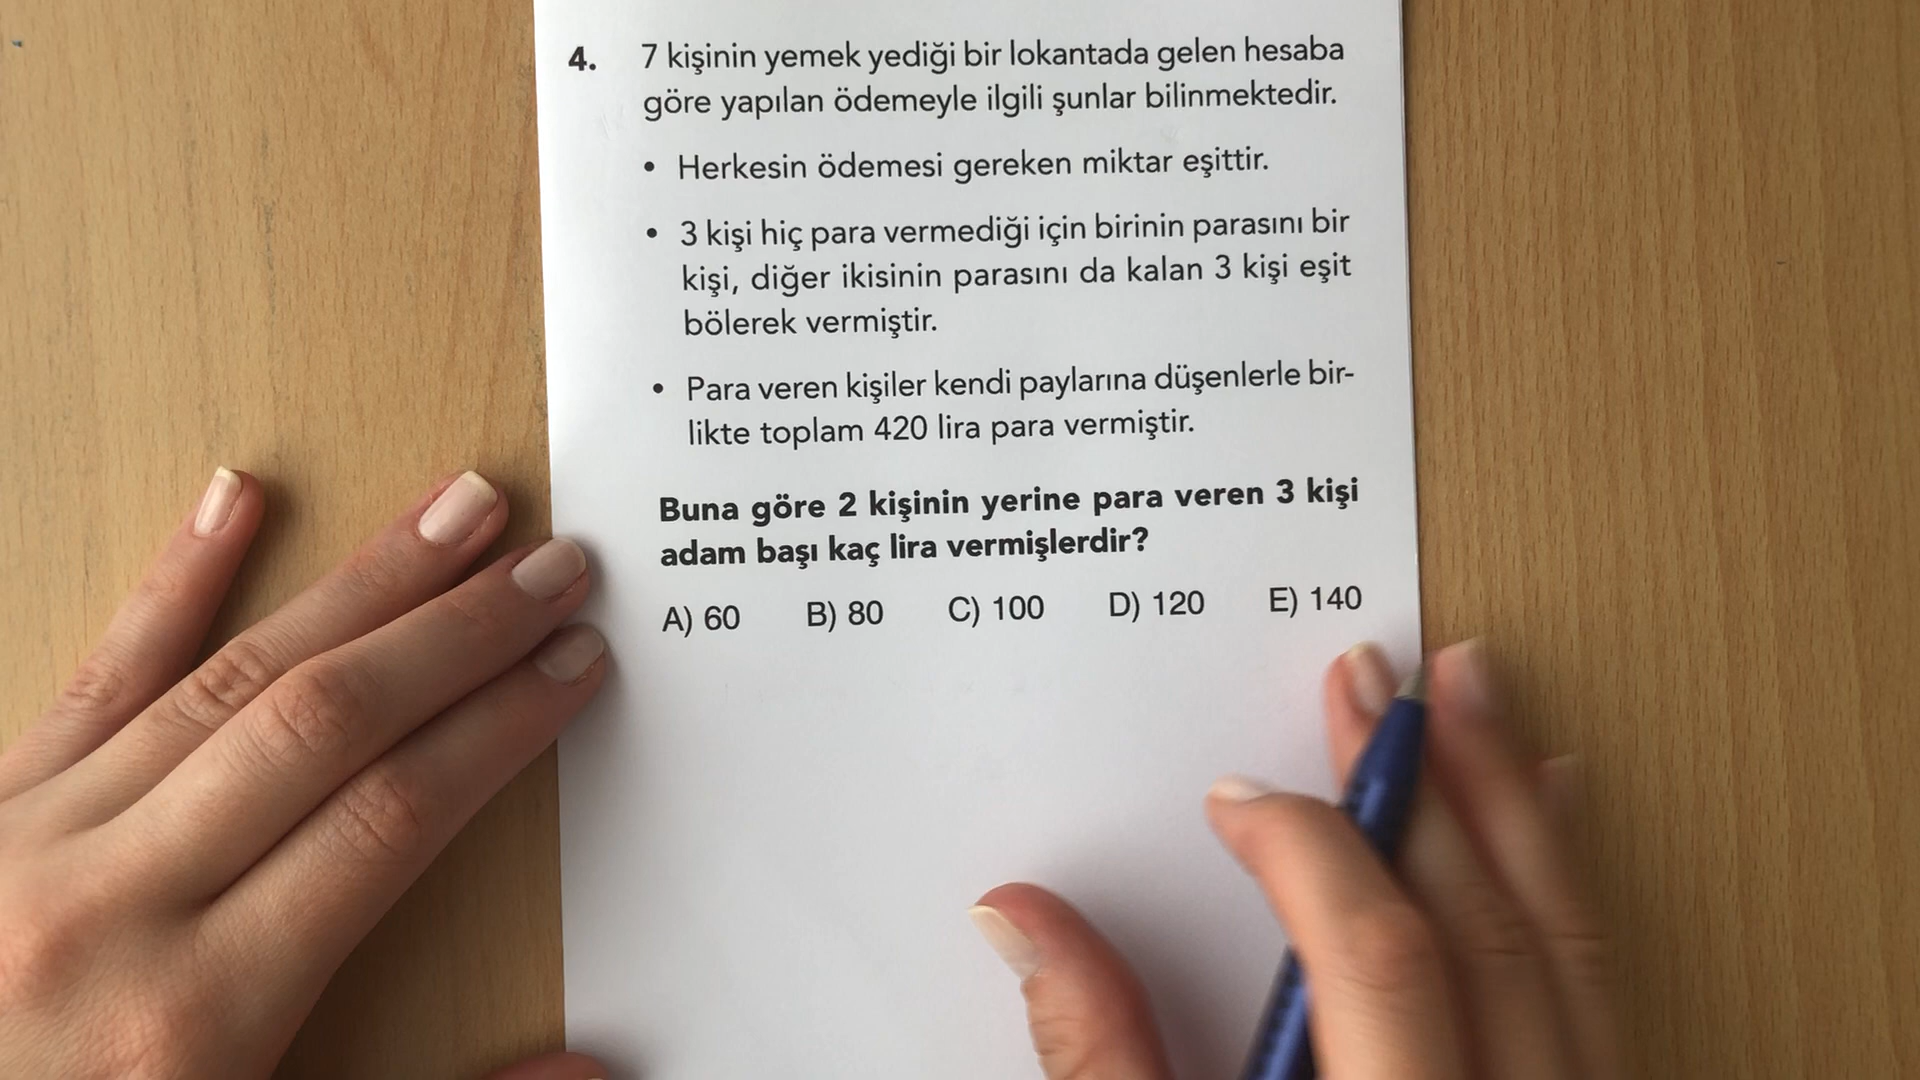 4. 7 kişinin yemek yediği bir lokantada gelen hesaba
göre yapılan ödemeyle ilgili şunlar bilinmektedir.
• Herkesin ödemesi gereken miktar eşittir.
• 3 kişi hiç para vermediği için birinin parasını bir
kişi, diğer ikisinin parasını da kalan 3 kişi eşit
bölerek vermiştir.
• Para veren kişiler kendi paylarına düşenlerle bir-
likte toplam 420 lira para vermiştir.
Buna göre 2 kişinin yerine para veren 3 kişi
adam başı kaç lira vermişlerdir?
A) 60 B) 80 C) 100 D) 120 E) 140